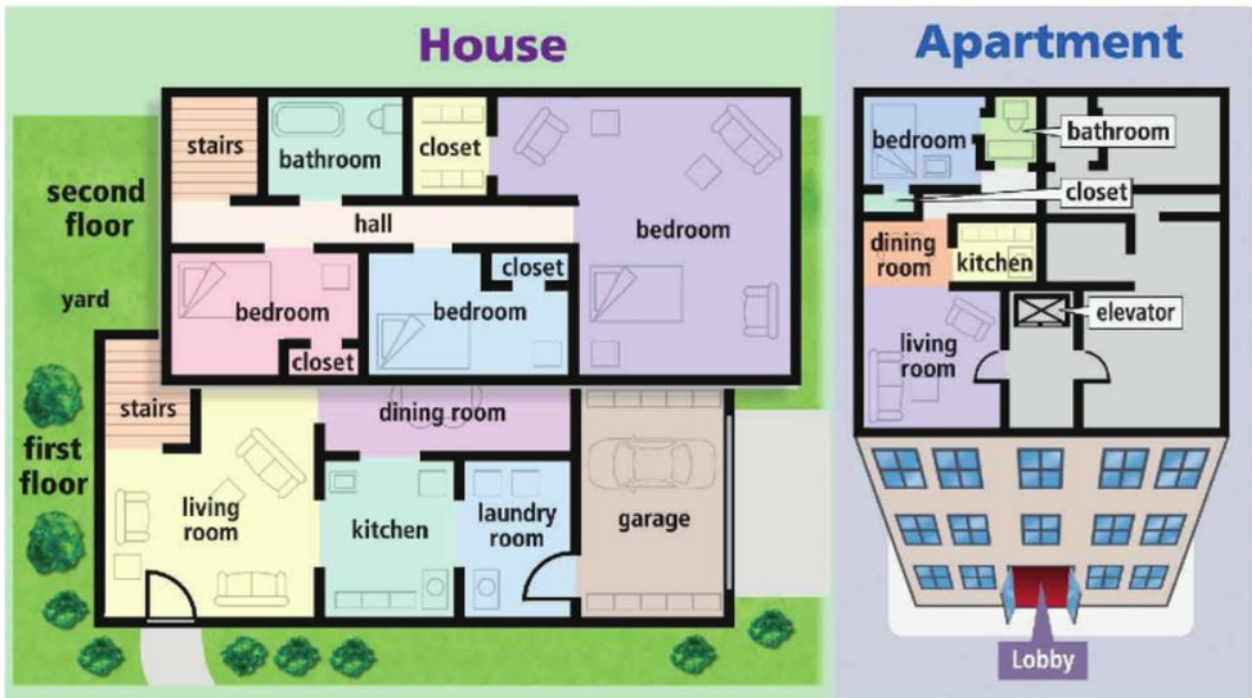 House
stairs
bathroom
closet
second
floor
hall
bedroom
closet
bedroom
bedroom
closet
yard
stairs
dining room
first
floor
living
room
kitchen
laundry
room
garage
Apartment
bedroom
bathroom
closet
dining
room
kitchen
elevator
living
room
Lobby